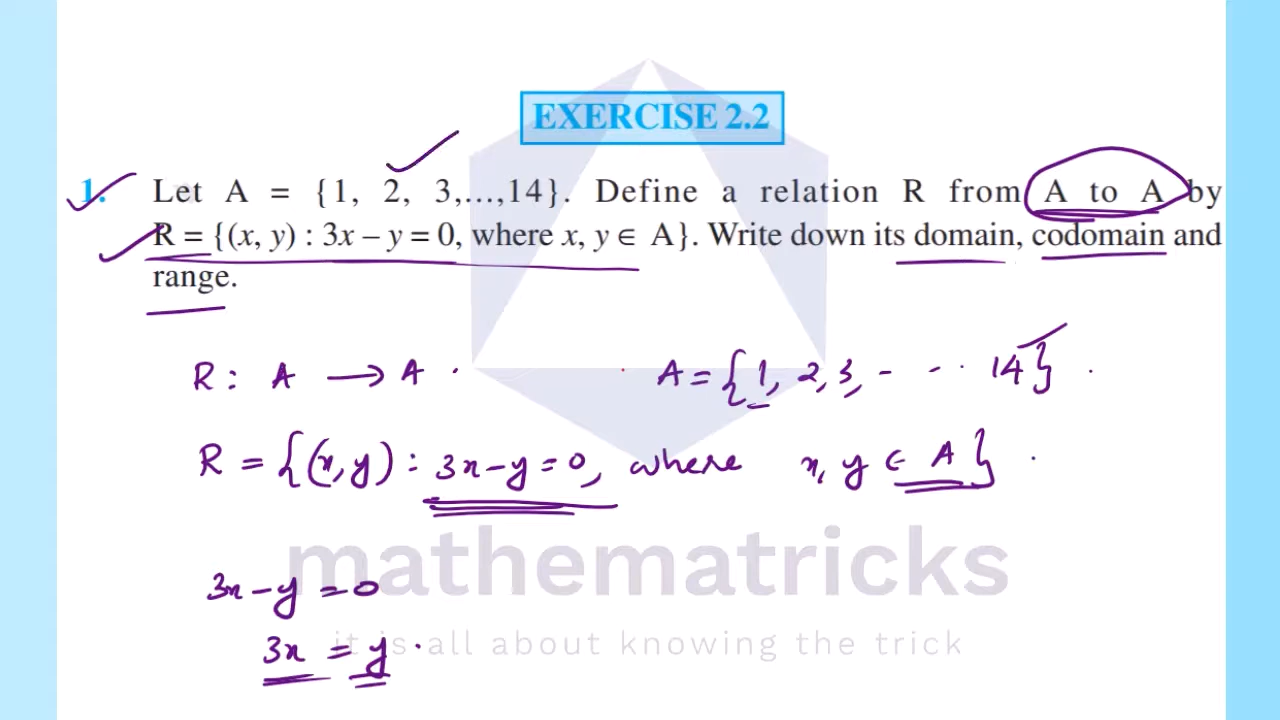 EXERCISE 2.2
1. Let A = {1, 2, 3,...,14}. Define a relation R from A to A by
R = {(x, y) : 3x – y = 0, where x, y ∈ A}. Write down its domain, codomain and
range.
R : A → A . A = {1, 2, 3, - - · 14} .
R = {(x, y) : 3x - y = 0, where x, y ∈ A} .
mathematricks
3x - y = 0
it is all about knowing the trick
3x = y .